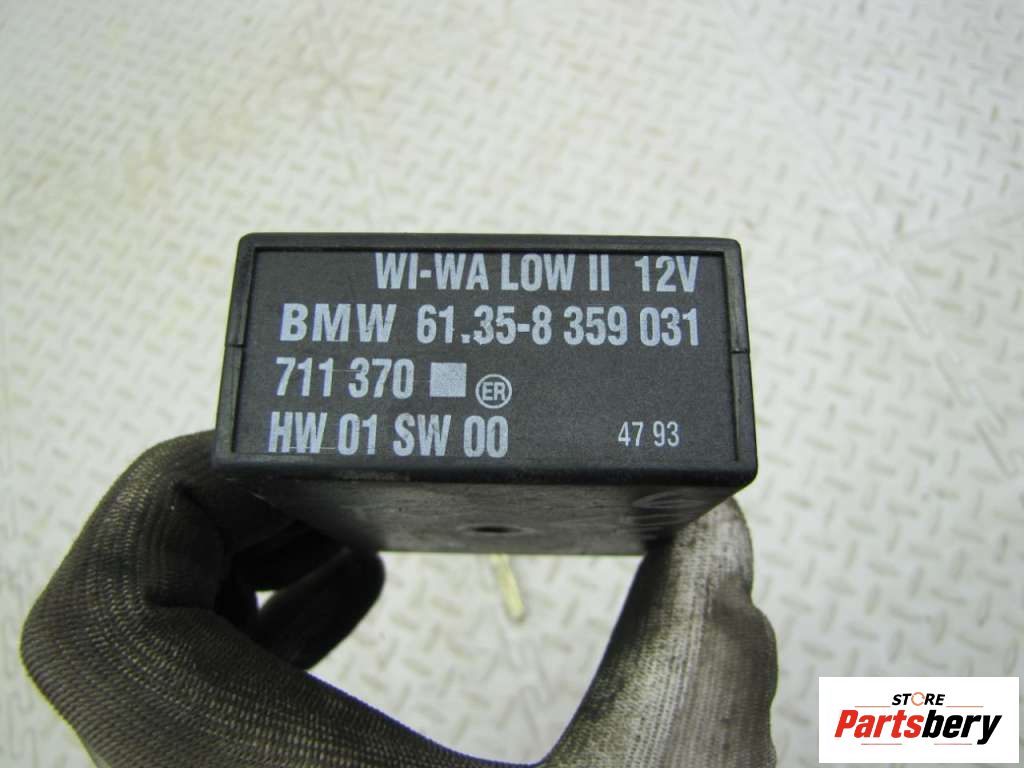 WI-WA LOW II 12V
BMW 61.35-8 359 031
711 370 ER
HW 01 SW 00 47 93
STORE
Partsbery